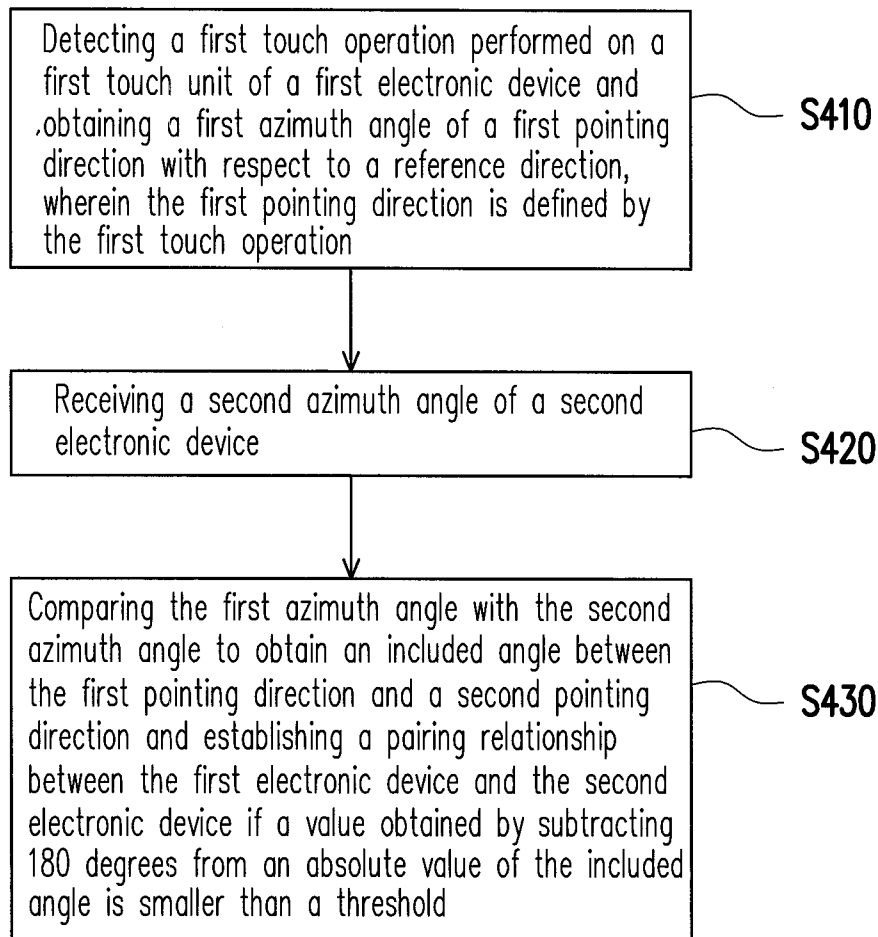 Detecting a first touch operation performed on a
first touch unit of a first electronic device and
obtaining a first azimuth angle of a first pointing
direction with respect to a reference direction,
wherein the first pointing direction is defined by
the first touch operation
S410
Receiving a second azimuth angle of a second
electronic device
S420
Comparing the first azimuth angle with the second
azimuth angle to obtain an included angle between
the first pointing direction and a second pointing
direction and establishing a pairing relationship
between the first electronic device and the second
electronic device if a value obtained by subtracting
180 degrees from an absolute value of the included
angle is smaller than a threshold
S430